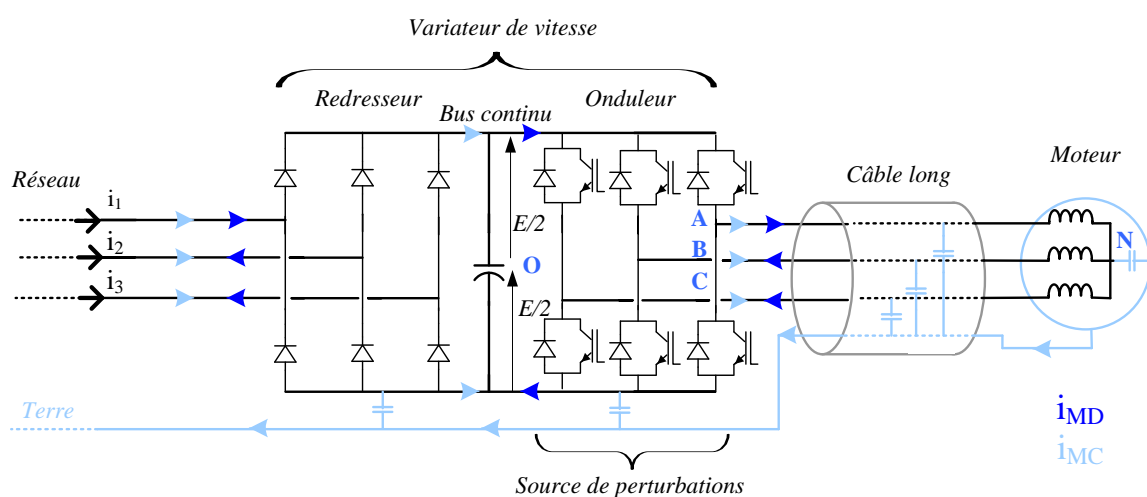 Variateur de vitesse
Redresseur
Bus continu
Onduleur
Réseau
Câble long
Moteur
i1
i2
i3
E/2
O
E/2
A
B
C
N
Terre
iMD
iMC
Source de perturbations